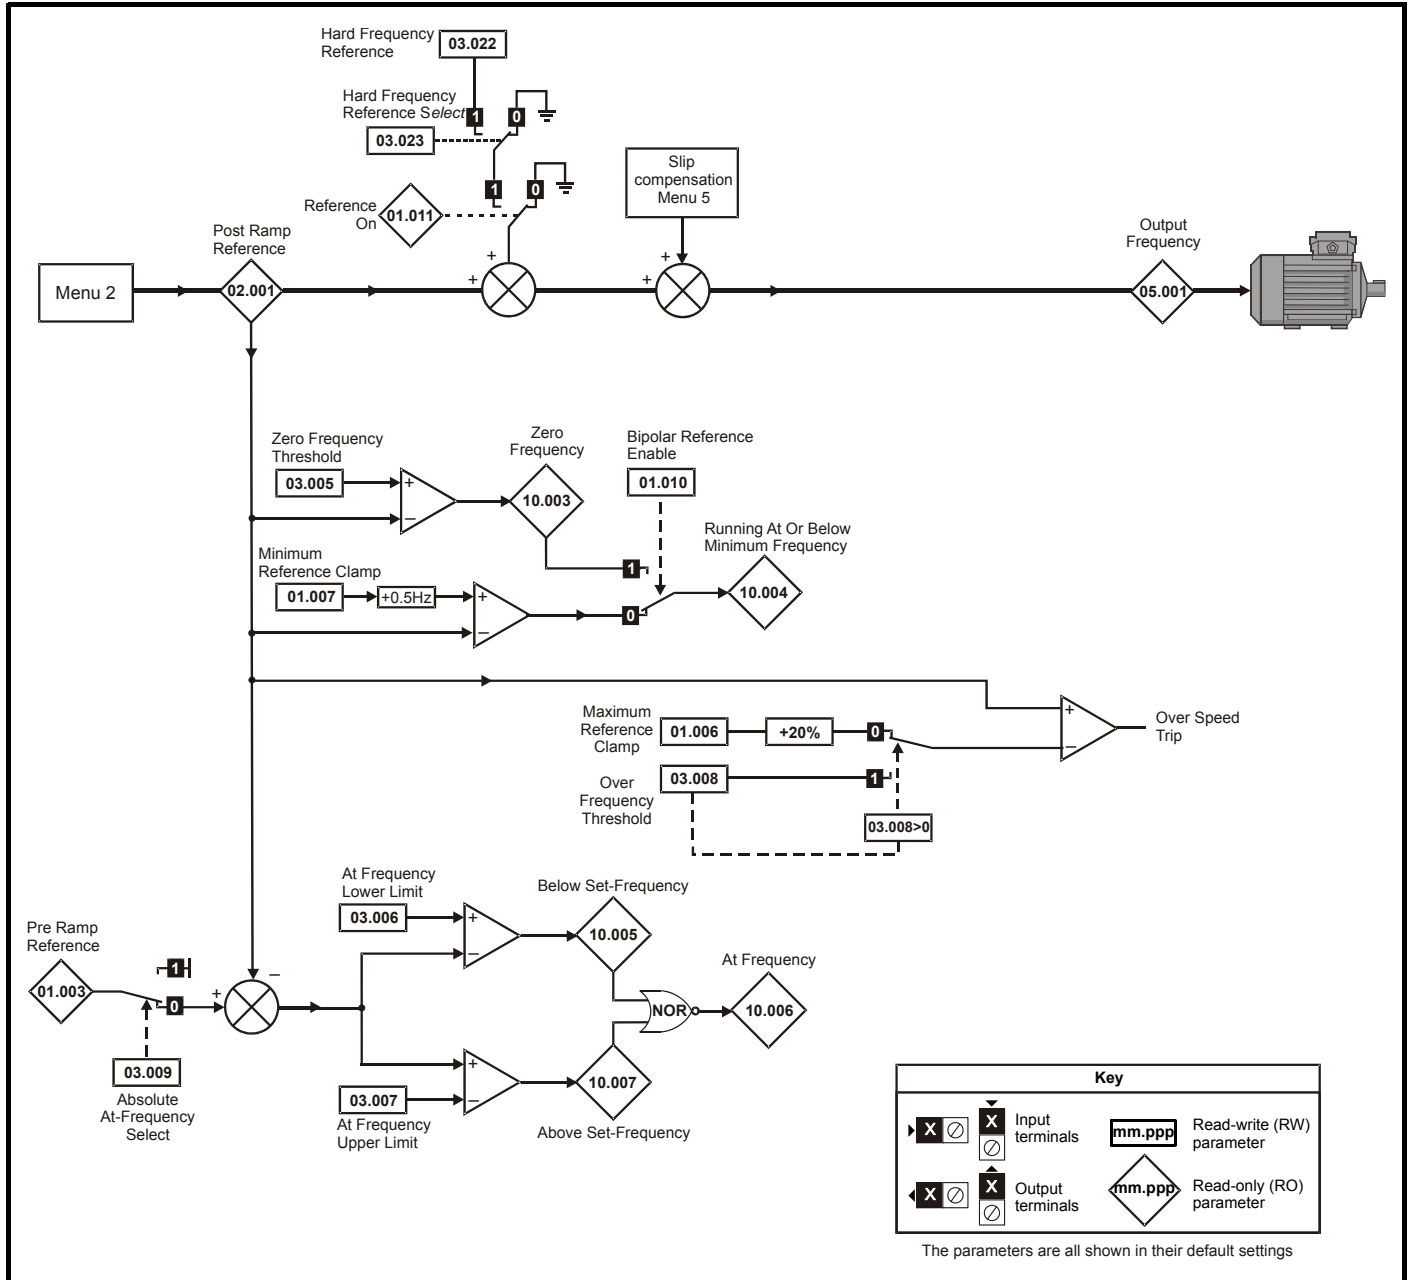 Hard Frequency
Reference
03.022
Hard Frequency
Reference Select
1
0
03.023
1
0
Reference
On
01.011
Slip
compensation
Menu 5
Post Ramp
Reference
Output
Frequency
+
+
+
+
Menu 2
02.001
05.001
Zero Frequency
Threshold
03.005
+
–
Zero
Frequency
10.003
Bipolar Reference
Enable
01.010
Running At Or Below
Minimum Frequency
Minimum
Reference Clamp
01.007
+0.5Hz
+
–
1
0
10.004
Maximum
Reference
Clamp
01.006
+20%
0
+
–
Over Speed
Trip
Over
Frequency
Threshold
03.008
1
03.008>0
At Frequency
Lower Limit
03.006
+
–
Below Set-Frequency
10.005
Pre Ramp
Reference
01.003
1
0
+
–
At Frequency
NOR
10.006
03.009
Absolute
At-Frequency
Select
03.007
At Frequency
Upper Limit
+
–
10.007
Above Set-Frequency
Key
X
X
Input
terminals
mm.ppp
Read-write (RW)
parameter
X
X
Output
terminals
mm.ppp
Read-only (RO)
parameter
The parameters are all shown in their default settings